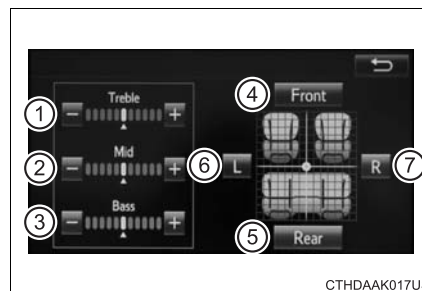 1 Treble
− +
2 Mid
− +
3 Bass
− +
4 Front
6 L R 7
5 Rear
CTHDAAK017U